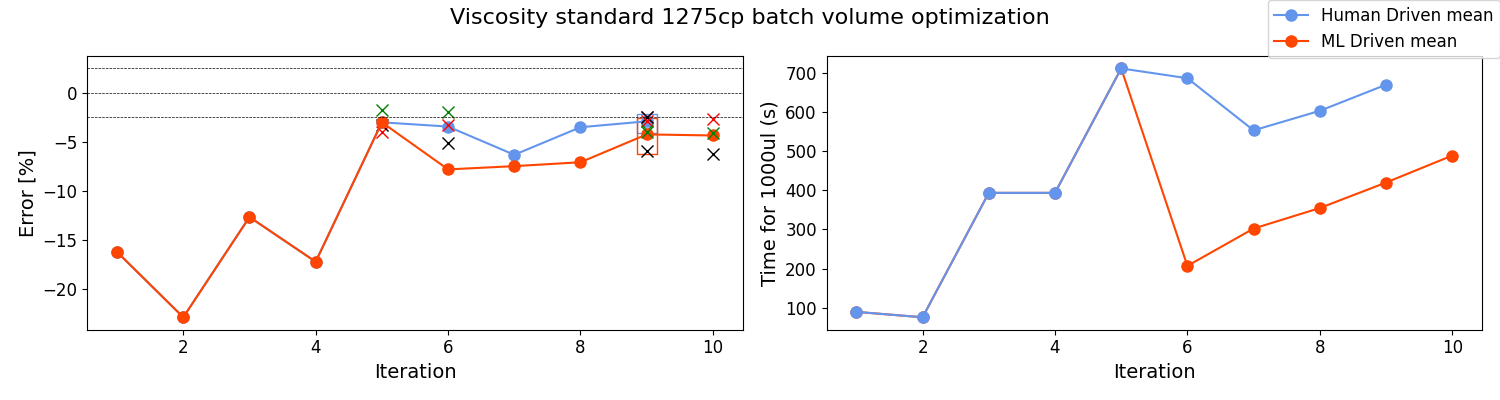 Viscosity standard 1275cp batch volume optimization
Human Driven mean
ML Driven mean
Error [%]
0
−5
−10
−15
−20
2 4 6 8 10
Iteration
Time for 1000ul (s)
700
600
500
400
300
200
100
2 4 6 8 10
Iteration